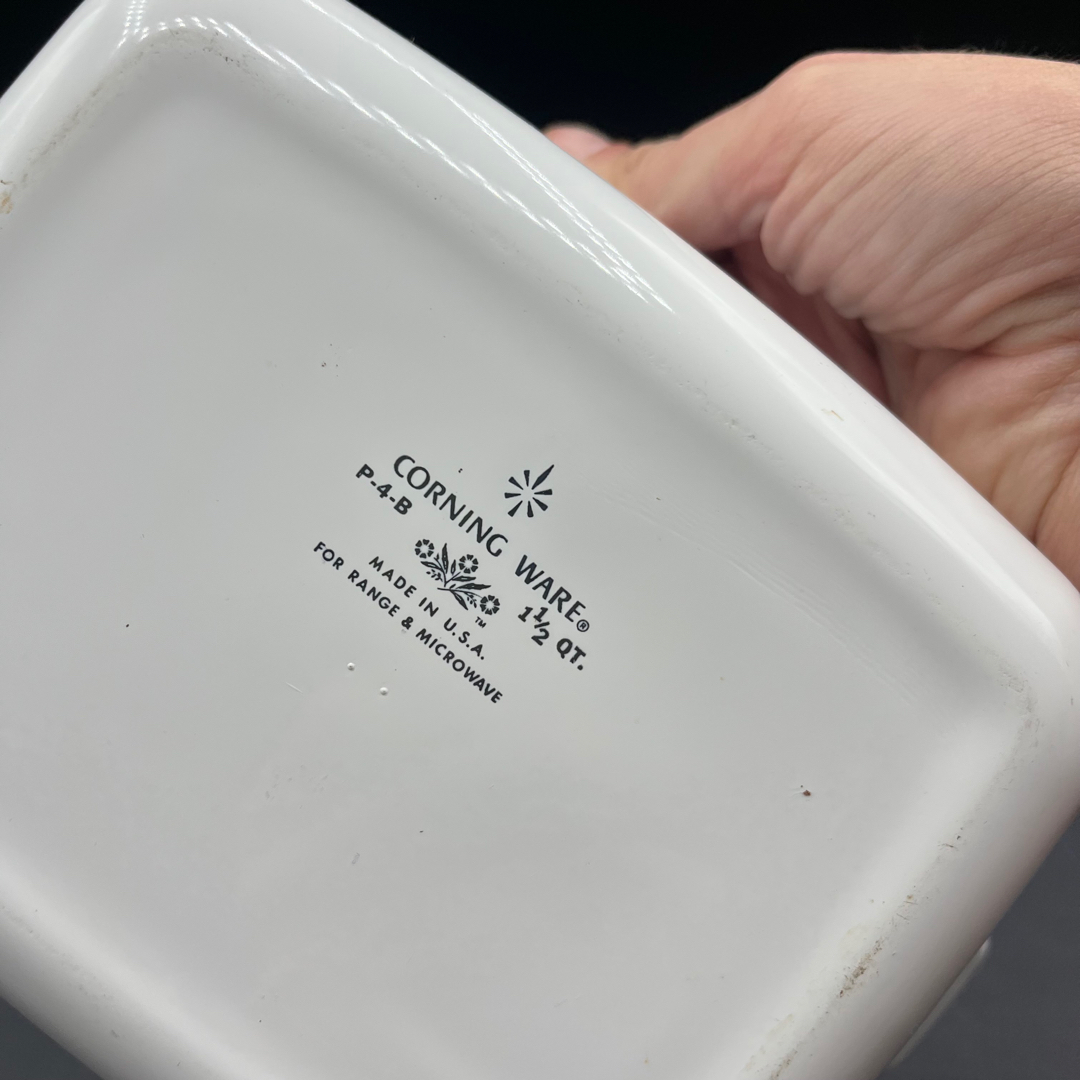 CORNING WARE®
P-4-B 1½ QT.
TM
MADE IN U.S.A.
FOR RANGE & MICROWAVE